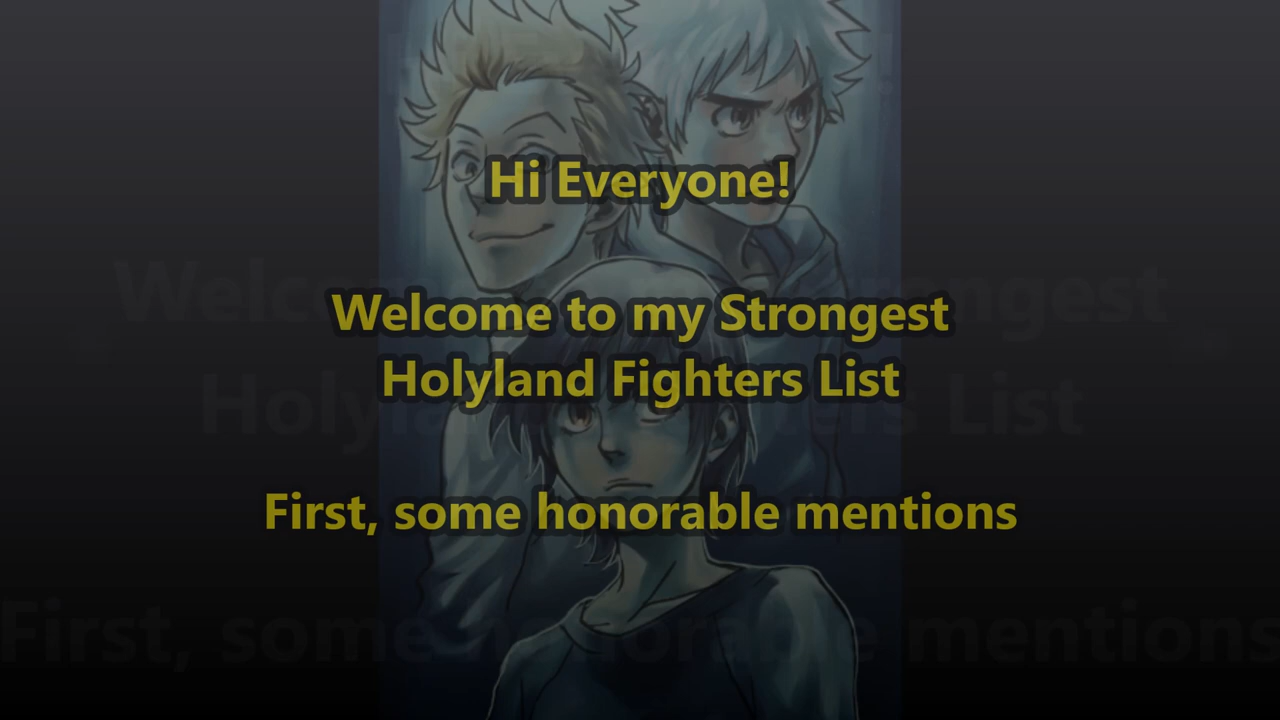 Hi Everyone!
Welcome to my Strongest
Holyland Fighters List
First, some honorable mentions